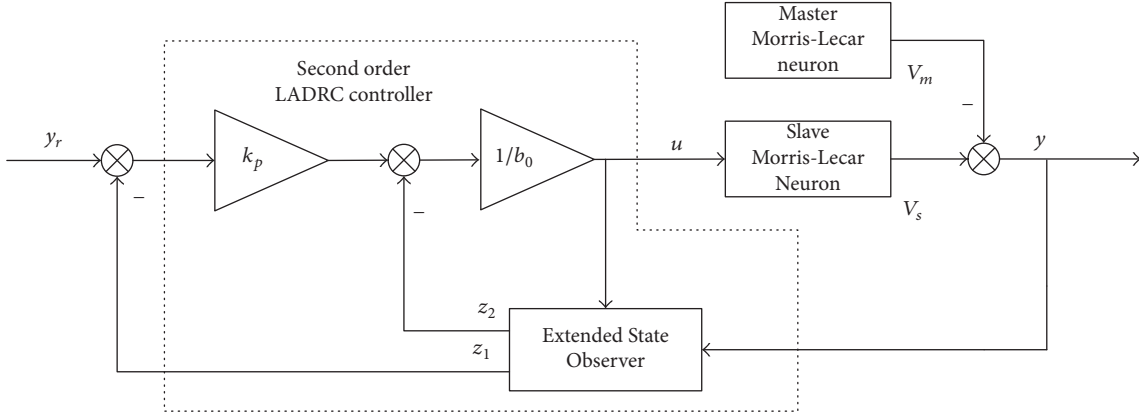 Master
Morris-Lecar
neuron
Second order
LADRC controller
V_m
−
y_r
k_p
1/b_0
u
Slave
Morris-Lecar
Neuron
y
−
−
V_s
z_2
z_1
Extended State
Observer